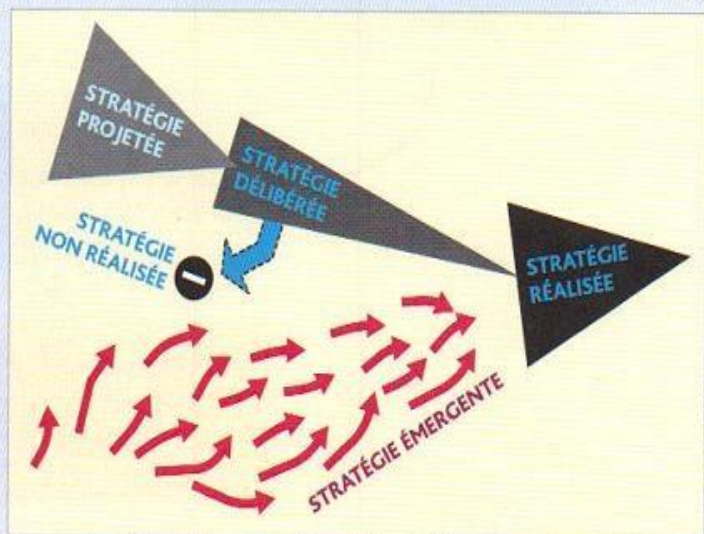 STRATÉGIE
PROJETÉE
STRATÉGIE
DÉLIBÉRÉE
STRATÉGIE
NON RÉALISÉE
STRATÉGIE
RÉALISÉE
STRATÉGIE ÉMERGENTE